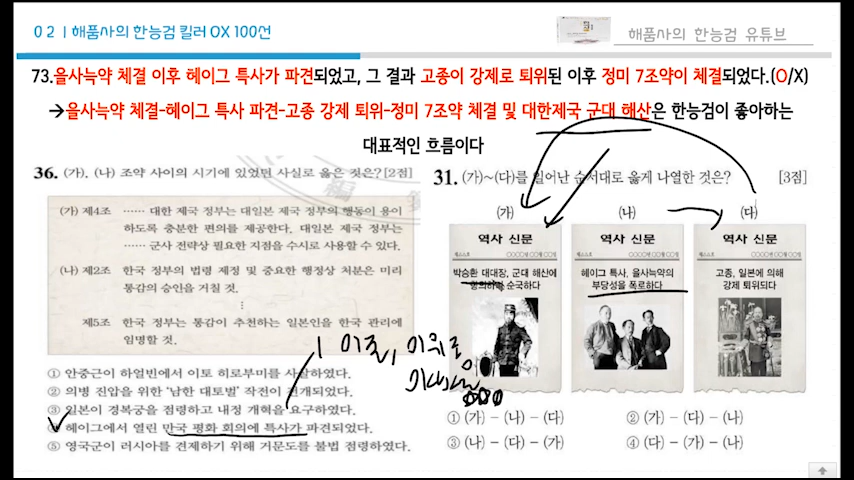 02 | 해품사의 한능검 킬러 OX 100선
해품사의 한능검 유튜브
73.을사늑약 체결 이후 헤이그 특사가 파견되었고, 그 결과 고종이 강제로 퇴위된 이후 정미 7조약이 체결되었다.(O/X)
→을사늑약 체결-헤이그 특사 파견-고종 강제 퇴위-정미 7조약 체결 및 대한제국 군대 해산은 한능검이 좋아하는
대표적인 흐름이다
36. (가), (나) 조약 사이의 시기에 있었던 사실로 옳은 것은? [2점]
(가) 제4조 …… 대한 제국 정부는 대일본 제국 정부의 행동이 용이
하도록 충분한 편의를 제공한다. 대일본 제국 정부는
…… 군사 전략상 필요한 지점을 수시로 사용할 수 있다.
(나) 제2조 한국 정부의 법령 제정 및 중요한 행정상 처분은 미리
통감의 승인을 거칠 것.
⋮
제5조 한국 정부는 통감이 추천하는 일본인을 한국 관리에
임명할 것.
① 안중근이 하얼빈에서 이토 히로부미를 사살하였다.
② 의병 진압을 위한 '남한 대토벌' 작전이 전개되었다.
③ 일본이 경복궁을 점령하고 내정 개혁을 요구하였다.
④ 헤이그에서 열린 만국 평화 회의에 특사가 파견되었다.
⑤ 영국군이 러시아를 견제하기 위해 거문도를 불법 점령하였다.
31. (가)~(다)를 일어난 순서대로 옳게 나열한 것은? [3점]
(가) (나) (다)
역사 신문
박승환 대대장, 군대 해산에
항의하며 순국하다
역사 신문
헤이그 특사, 을사늑약의
부당성을 폭로하다
역사 신문
고종, 일본에 의해
강제 퇴위되다
① (가) - (나) - (다) ② (가) - (다) - (나)
③ (나) - (다) - (가) ④ (다) - (가) - (나)